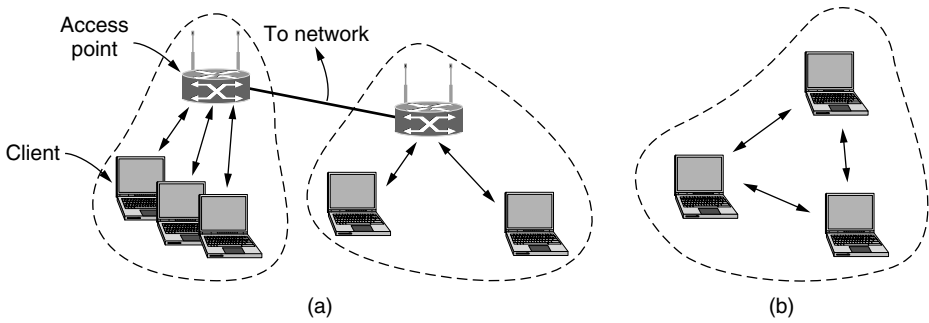 Access
point
To network
Client
(a)
(b)